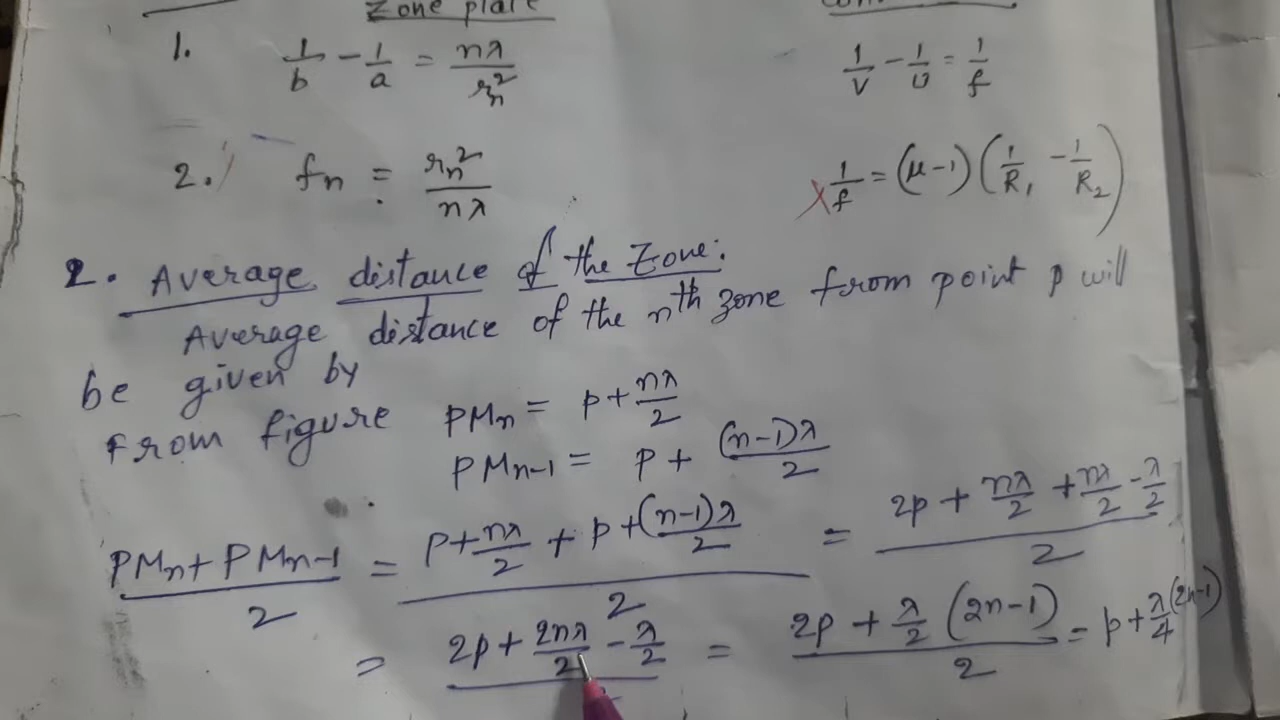 Zone plate
1. 1/b - 1/a = nλ/rn² 1/v - 1/u = 1/f
2. fn = rn²/nλ 1/f = (μ-1)(1/R1 - 1/R2)
2. Average distance of the Zone:
Average distance of the nth zone from point p will
be given by
From figure PMn = p + nλ/2
PMn-1 = p + (n-1)λ/2
(PMn + PMn-1)/2 = (p + nλ/2 + p + (n-1)λ/2)/2 = (2p + nλ/2 + nλ/2 - λ/2)/2
= (2p + 2nλ/2 - λ/2)/2 = (2p + λ/2 (2n-1))/2 = p + λ/4 (2n-1)